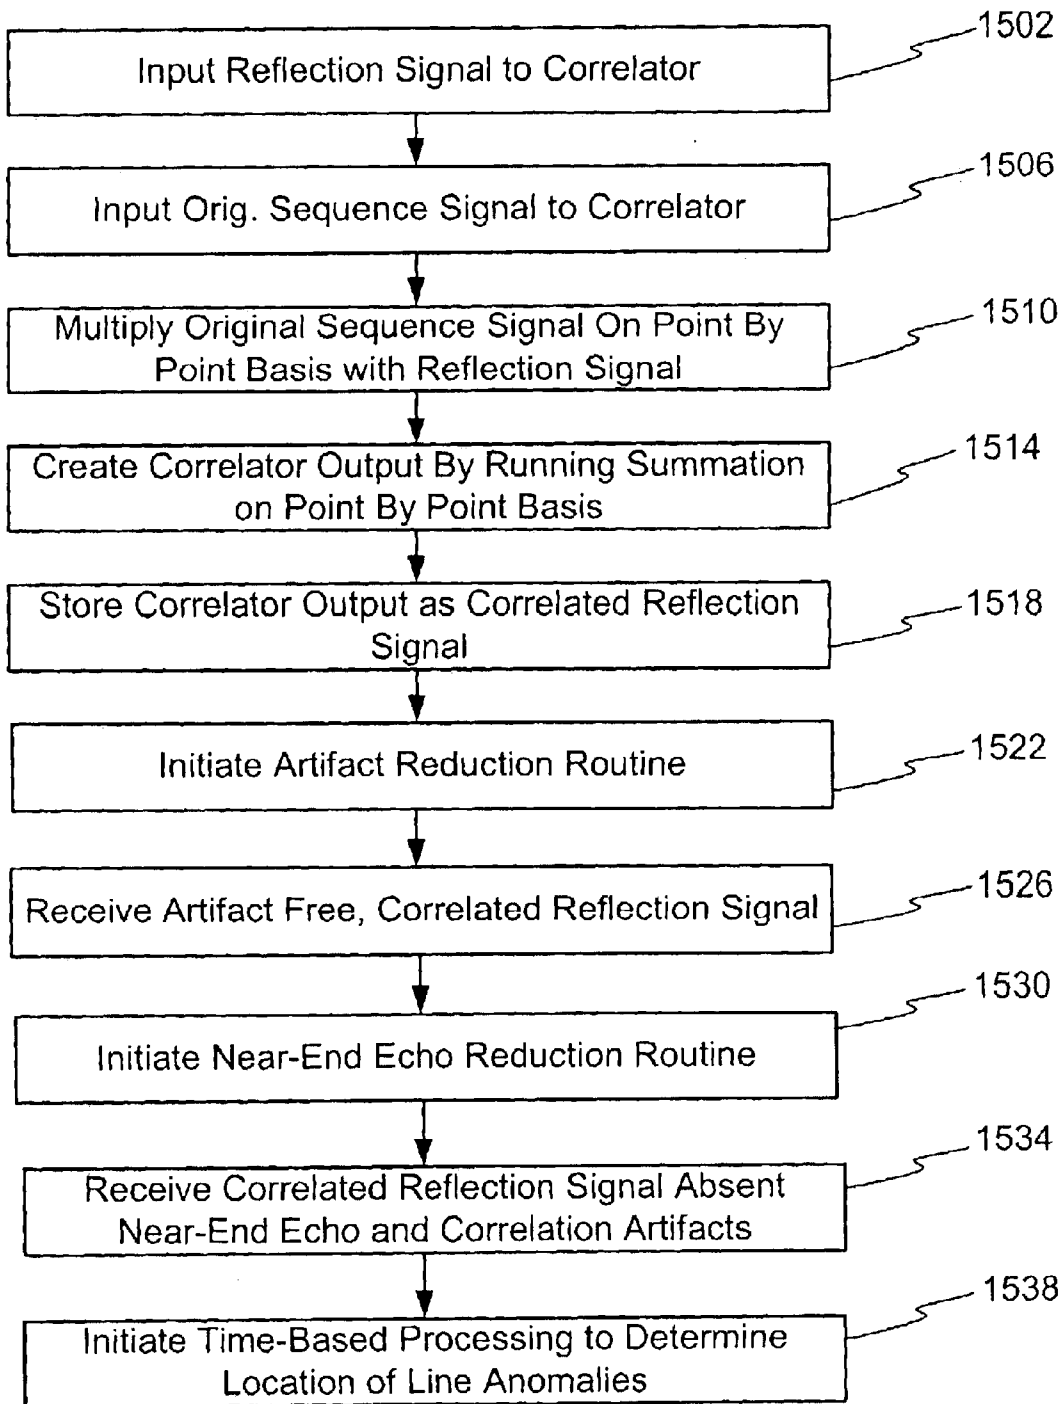 1502
Input Reflection Signal to Correlator
1506
Input Orig. Sequence Signal to Correlator
1510
Multiply Original Sequence Signal On Point By
Point Basis with Reflection Signal
1514
Create Correlator Output By Running Summation
on Point By Point Basis
1518
Store Correlator Output as Correlated Reflection
Signal
1522
Initiate Artifact Reduction Routine
1526
Receive Artifact Free, Correlated Reflection Signal
1530
Initiate Near-End Echo Reduction Routine
1534
Receive Correlated Reflection Signal Absent
Near-End Echo and Correlation Artifacts
1538
Initiate Time-Based Processing to Determine
Location of Line Anomalies